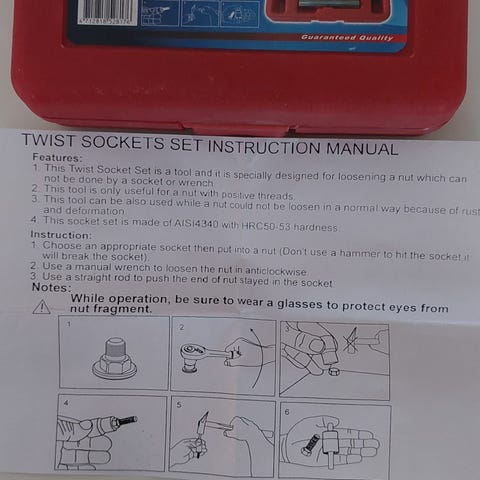 4712818528176
Guaranteed Quality
TWIST SOCKETS SET INSTRUCTION MANUAL
Features:
1. This Twist Socket Set is a tool and it is specially designed for loosening a nut which can
not be done by a socket or wrench
2. This tool is only useful for a nut with positive threads.
3. This tool can be also used while a nut could not be loosen in a normal way because of rust
and deformation.
4. This socket set is made of AISI4340 with HRC50-53 hardness.
Instruction:
1. Choose an appropriate socket then put into a nut (Don't use a hammer to hit the socket,it
will break the socket).
2. Use a manual wrench to loosen the nut in anticlockwise.
3. Use a straight rod to push the end of nut stayed in the socket.
Notes:
While operation, be sure to wear a glasses to protect eyes from
nut fragment.
1
2
3
4
5
6